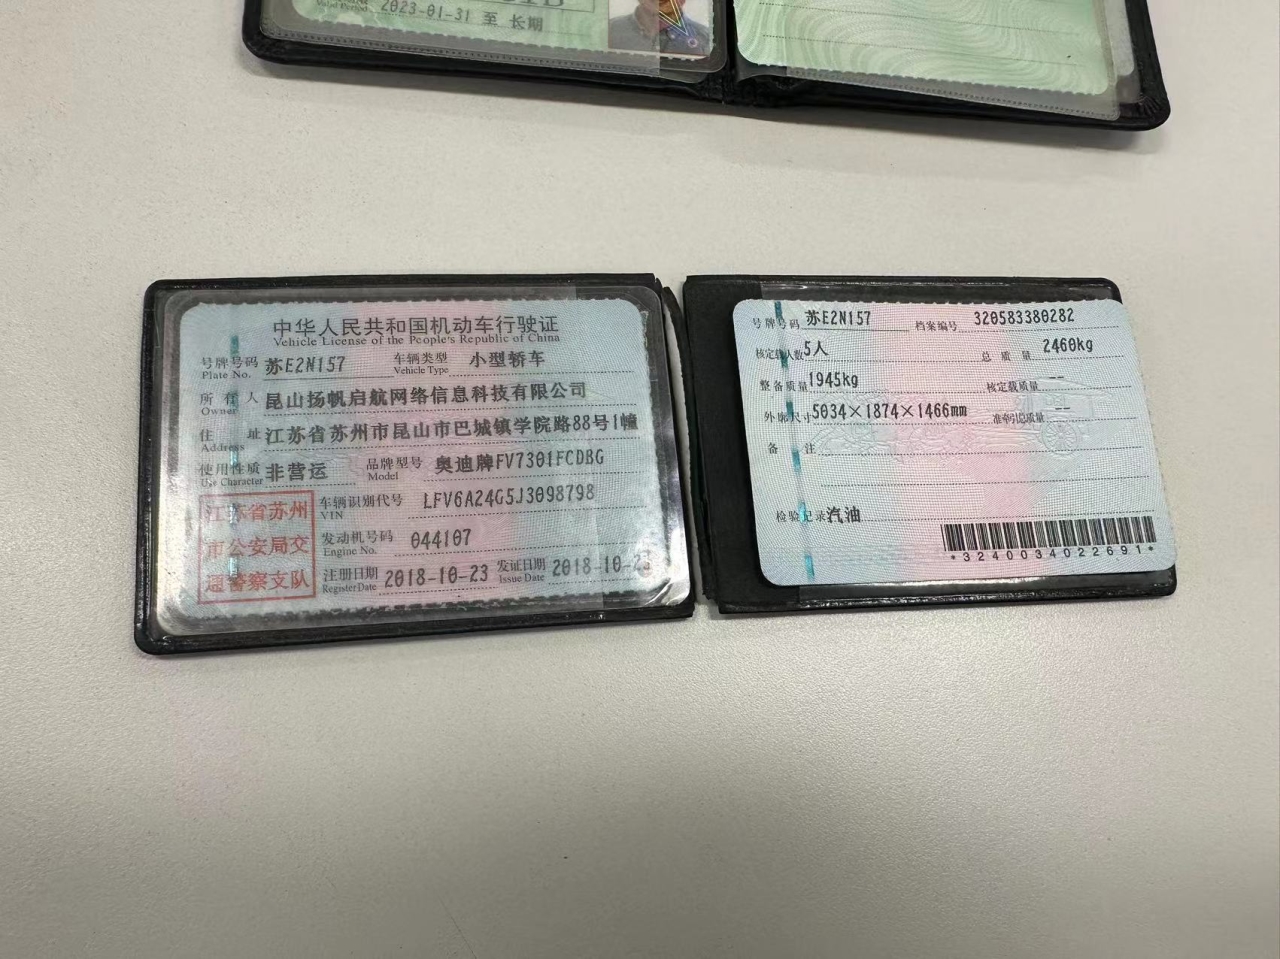 2023-01-31 至 长期
中华人民共和国机动车行驶证
Vehicle License of the People's Republic of China
号牌号码 苏E2N157 车辆类型 小型轿车
Plate No. Vehicle Type
所有人 昆山扬帆启航网络信息科技有限公司
Owner
住址 江苏省苏州市昆山市巴城镇学院路88号1幢
Address
使用性质 非营运 品牌型号 奥迪牌FV7301FCDBG
Use Character Model
江苏省苏州
市公安局交
通警察支队
车辆识别代号 LFV6A24G5J3098798
VIN
发动机号码 044107
Engine No.
注册日期 2018-10-23 发证日期 2018-10-
Register Date Issue Date
号牌号码 苏E2N157 档案编号 320583380282
核定载人数 5人 总质量 2460kg
整备质量 1945kg 核定载质量 --
外廓尺寸 5034×1874×1466mm 准牵引总质量 --
备注
检验记录 汽油
*3240034022691*